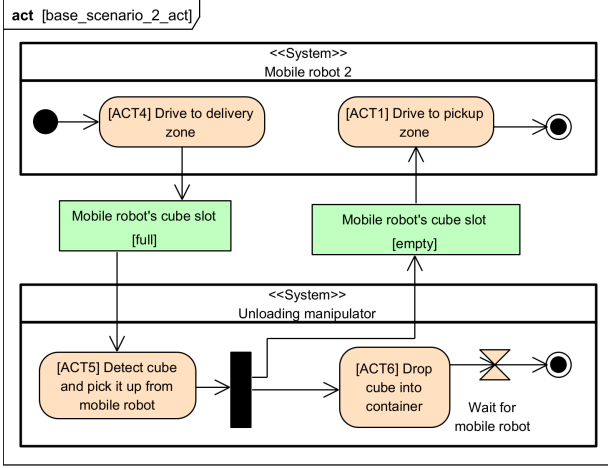 act [base_scenario_2_act]
<<System>>
Mobile robot 2
[ACT4] Drive to delivery
zone
[ACT1] Drive to pickup
zone
Mobile robot's cube slot
[full]
Mobile robot's cube slot
[empty]
<<System>>
Unloading manipulator
[ACT5] Detect cube
and pick it up from
mobile robot
[ACT6] Drop
cube into
container
Wait for
mobile robot